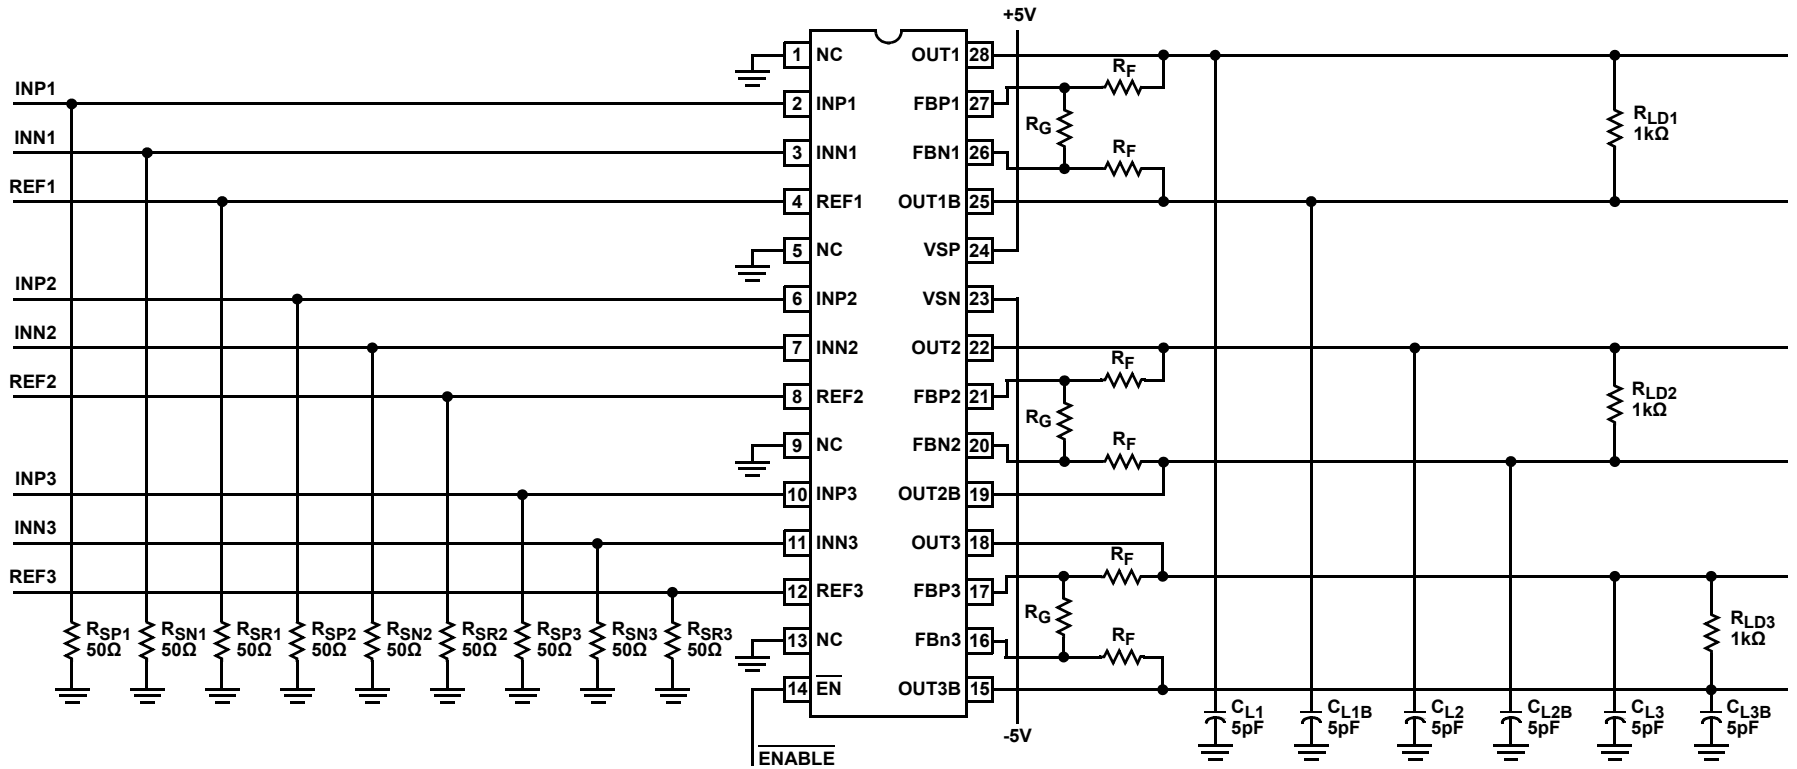 +5V
1 NC OUT1 28
INP1 2 INP1 FBP1 27 RF
RG RLD1
1kΩ
INN1 3 INN1 FBN1 26 RF
REF1 4 REF1 OUT1B 25
5 NC VSP 24
INP2 6 INP2 VSN 23
INN2 7 INN2 OUT2 22
RF
REF2 8 REF2 FBP2 21
RG RLD2
1kΩ
9 NC FBN2 20 RF
INP3 10 INP3 OUT2B 19
INN3 11 INN3 OUT3 18
RF
REF3 12 REF3 FBP3 17
RG
RSP1
50Ω
RSN1
50Ω
RSR1
50Ω
RSP2
50Ω
RSN2
50Ω
RSR2
50Ω
RSP3
50Ω
RSN3
50Ω
RSR3
50Ω
13 NC FBn3 16 RF
RLD3
1kΩ
14 EN OUT3B 15
CL1
5pF
CL1B
5pF
CL2
5pF
CL2B
5pF
CL3
5pF
CL3B
5pF
-5V
ENABLE